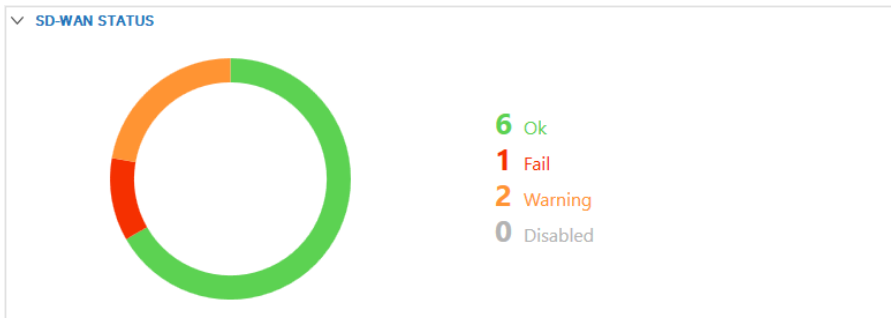 SD-WAN STATUS
6 Ok
1 Fail
2 Warning
0 Disabled